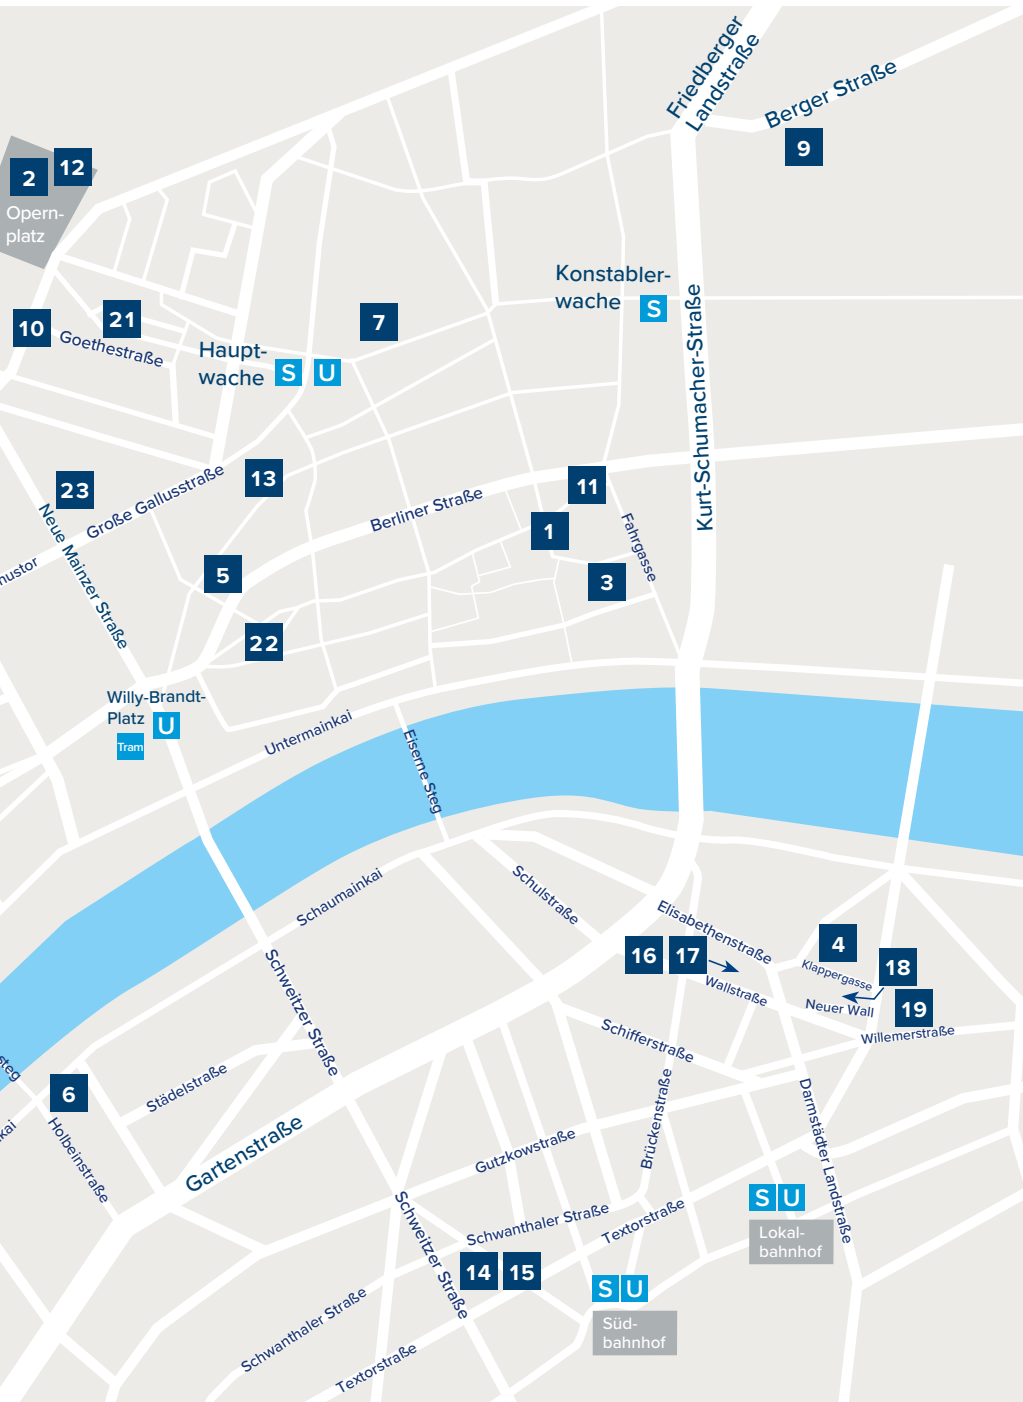 Friedberger
Landstraße
Berger Straße
9
2
12
Opern-
platz
Konstabler-
wache
S
10
21
7
Goethestraße
Haupt-
wache
S
U
Kurt-Schumacher-Straße
13
23
Große Gallusstraße
Neue Mainzer Straße
Berliner Straße
11
1
Fahrgasse
3
nustor
5
22
Willy-Brandt-
Platz
U
Tram
Untermainkai
Eiserne Steg
Schaumainkai
Schulstraße
Elisabethenstraße
16
17
4
Klappergasse
18
Wallstraße
Neuer Wall
19
Willemerstraße
Schweitzer Straße
Schifferstraße
steg
6
Städelstraße
kai
Holbeinstraße
Gartenstraße
Brückenstraße
Darmstädter Landstraße
Gutzkowstraße
S
U
Lokal-
bahnhof
Schweitzer Straße
Schwanthaler Straße
Textorstraße
14
15
S
U
Süd-
bahnhof
Schwanthaler Straße
Textorstraße